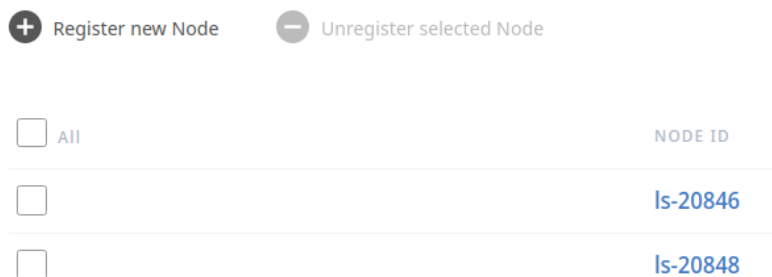 Register new Node
Unregister selected Node
All
NODE ID
ls-20846
ls-20848